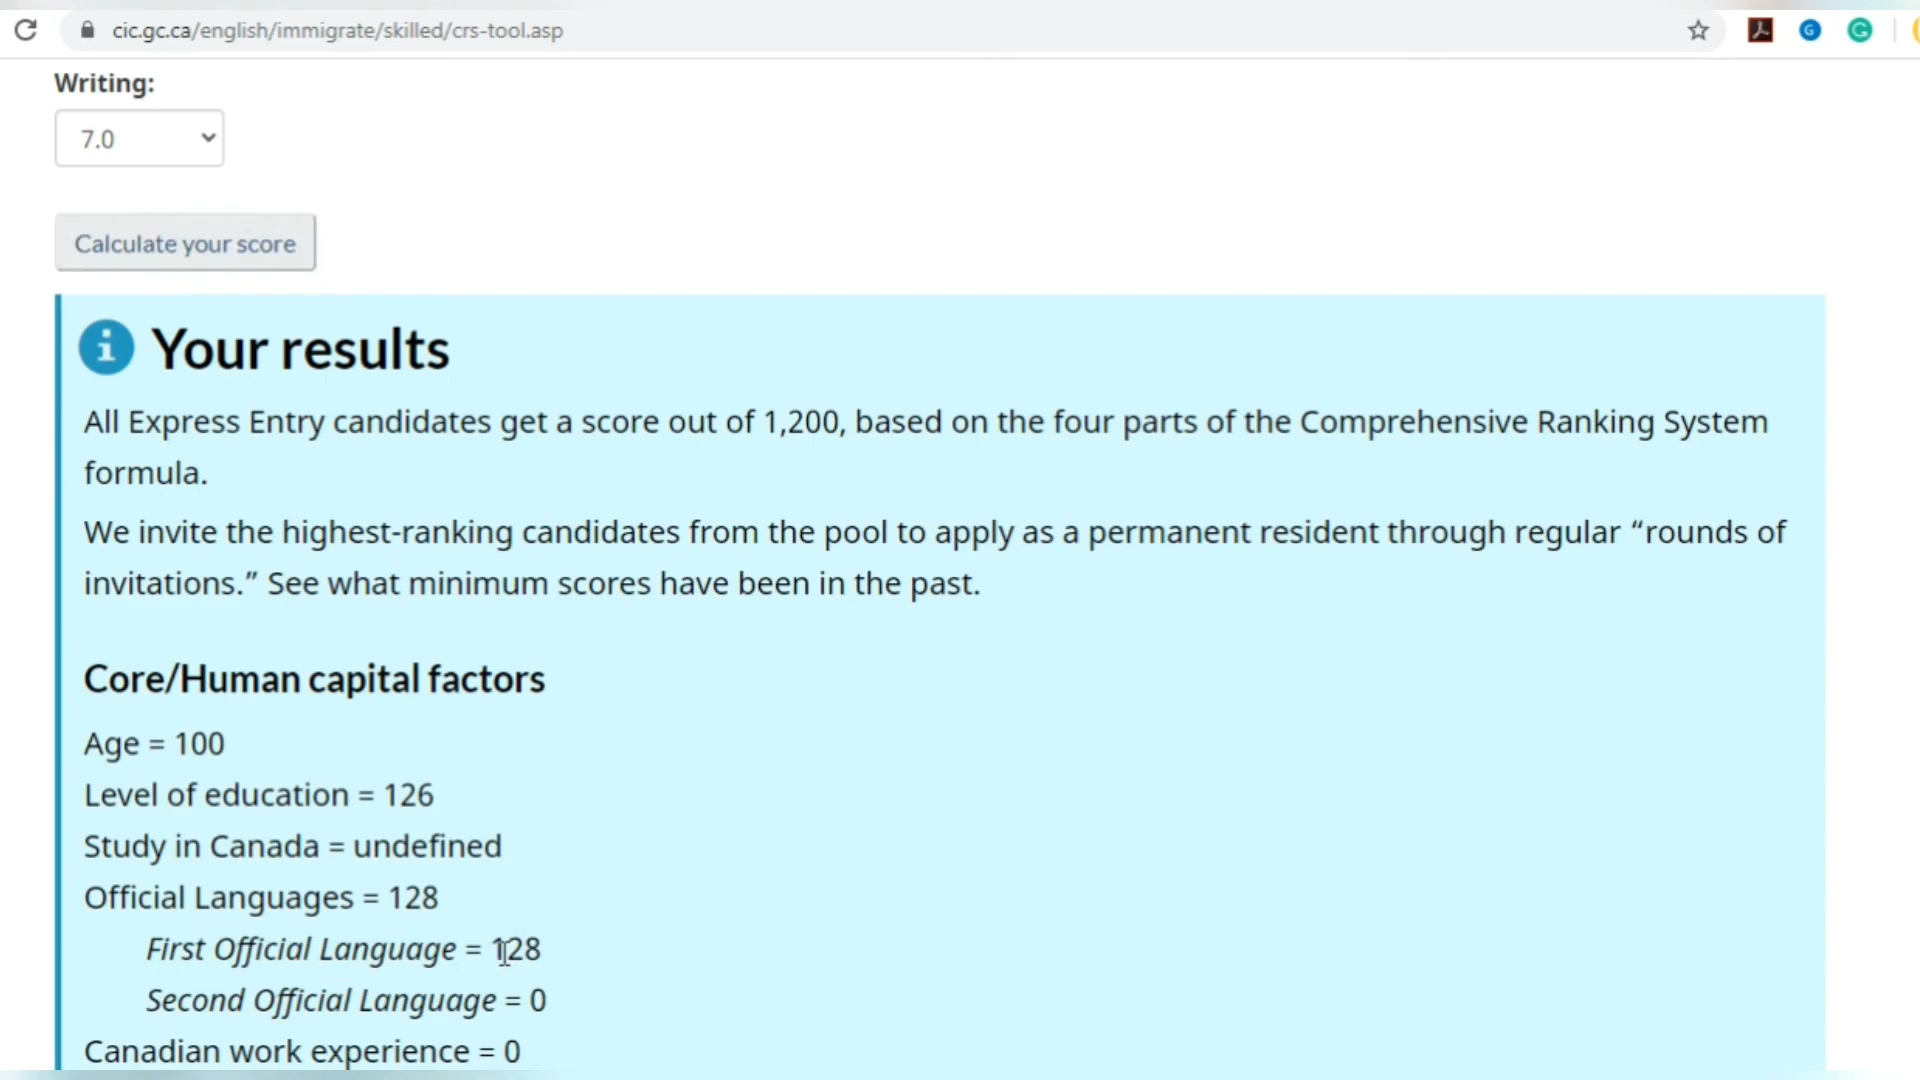 cic.gc.ca/english/immigrate/skilled/crs-tool.asp
Writing:
7.0
Calculate your score
Your results
All Express Entry candidates get a score out of 1,200, based on the four parts of the Comprehensive Ranking System
formula.
We invite the highest-ranking candidates from the pool to apply as a permanent resident through regular “rounds of
invitations.” See what minimum scores have been in the past.
Core/Human capital factors
Age = 100
Level of education = 126
Study in Canada = undefined
Official Languages = 128
First Official Language = 128
Second Official Language = 0
Canadian work experience = 0